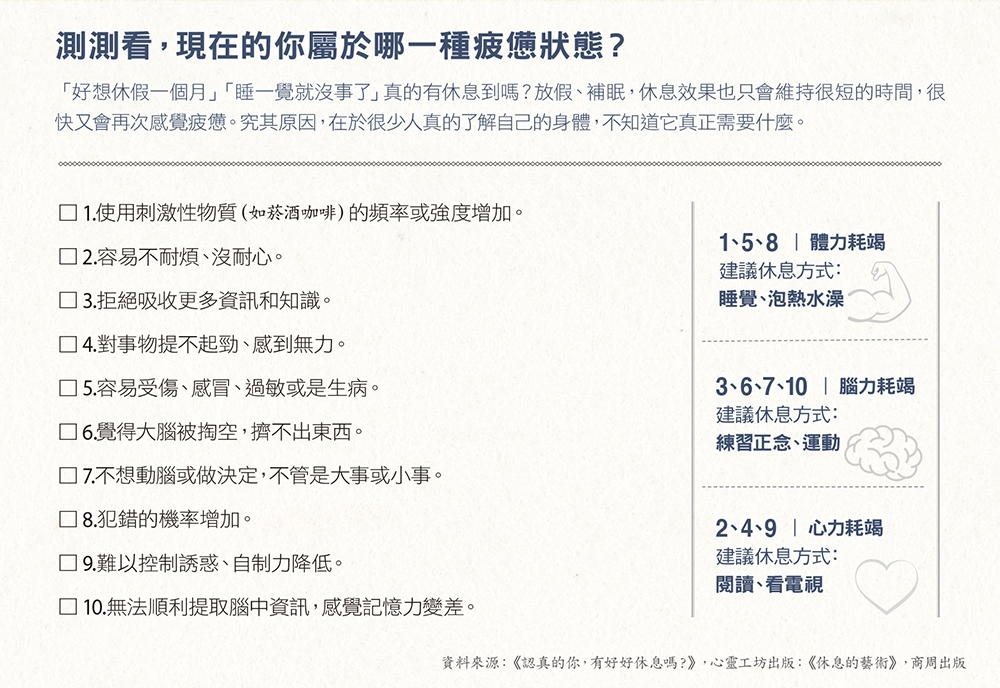 測測看，現在的你屬於哪一種疲憊狀態？
「好想休假一個月」「睡一覺就沒事了」真的有休息到嗎？放假、補眠，休息效果也只會維持很短的時間，很
快又會再次感覺疲憊。究其原因，在於很少人真的了解自己的身體，不知道它真正需要什麼。
□ 1.使用刺激性物質（如菸酒咖啡）的頻率或強度增加。
□ 2.容易不耐煩、沒耐心。
□ 3.拒絕吸收更多資訊和知識。
□ 4.對事物提不起勁、感到無力。
□ 5.容易受傷、感冒、過敏或是生病。
□ 6.覺得大腦被掏空，擠不出東西。
□ 7.不想動腦或做決定，不管是大事或小事。
□ 8.犯錯的機率增加。
□ 9.難以控制誘惑、自制力降低。
□ 10.無法順利提取腦中資訊，感覺記憶力變差。
1、5、8 | 體力耗竭
建議休息方式：
睡覺、泡熱水澡
3、6、7、10 | 腦力耗竭
建議休息方式：
練習正念、運動
2、4、9 | 心力耗竭
建議休息方式：
閱讀、看電視
資料來源：《認真的你，有好好休息嗎？》，心靈工坊出版；《休息的藝術》，商周出版